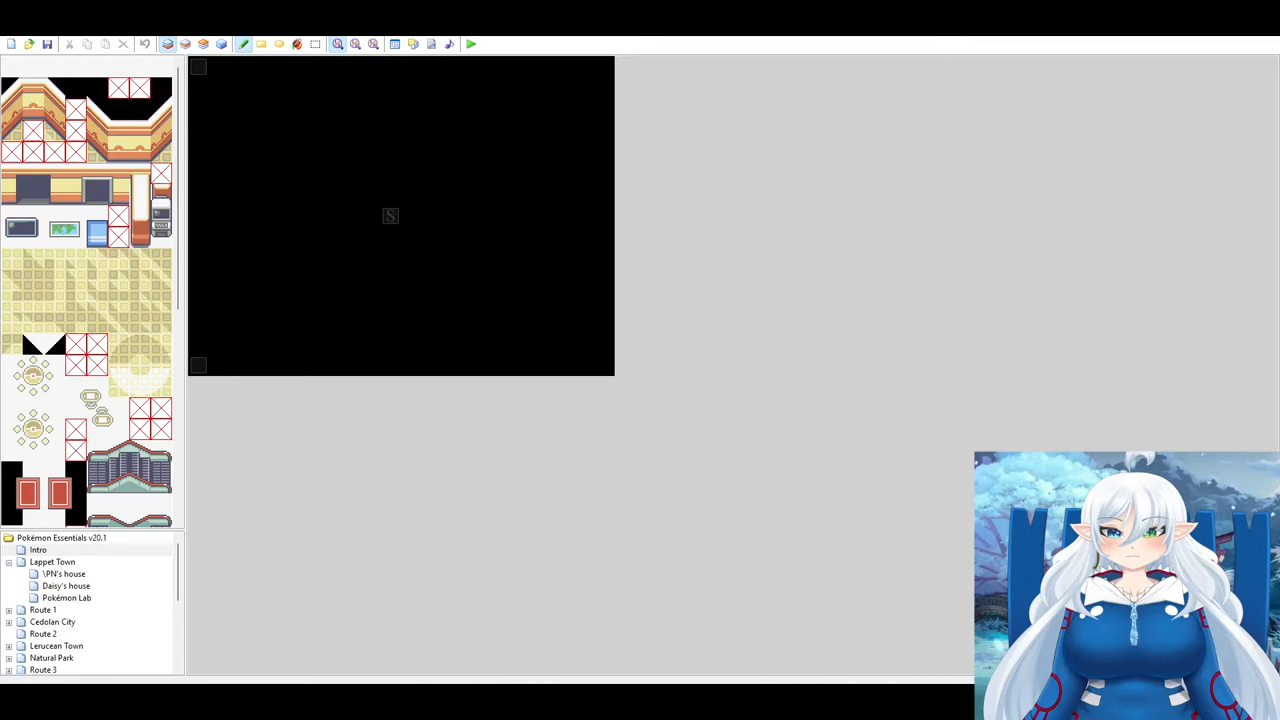 S
Pokémon Essentials v20.1
Intro
Lappet Town
\PN's house
Daisy's house
Pokémon Lab
Route 1
Cedolan City
Route 2
Lerucean Town
Natural Park
Route 3